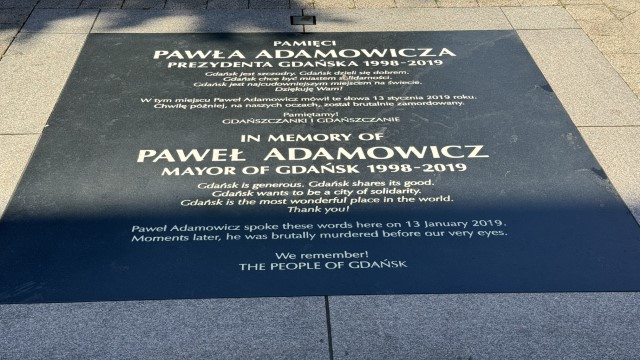 PAMIĘCI
PAWŁA ADAMOWICZA
PREZYDENTA GDAŃSKA 1998-2019
Gdańsk jest szczodry. Gdańsk dzieli się dobrem.
Gdańsk chce być miastem solidarności.
Gdańsk jest najcudowniejszym miejscem na świecie.
Dziękuję Wam!
W tym miejscu Paweł Adamowicz mówił te słowa 13 stycznia 2019 roku.
Chwilę później, na naszych oczach, został brutalnie zamordowany.
Pamiętamy!
GDAŃSZCZANKI I GDAŃSZCZANIE
IN MEMORY OF
PAWEŁ ADAMOWICZ
MAYOR OF GDAŃSK 1998-2019
Gdańsk is generous. Gdańsk shares its good.
Gdańsk wants to be a city of solidarity.
Gdańsk is the most wonderful place in the world.
Thank you!
Paweł Adamowicz spoke these words here on 13 January 2019.
Moments later, he was brutally murdered before our very eyes.
We remember!
THE PEOPLE OF GDAŃSK